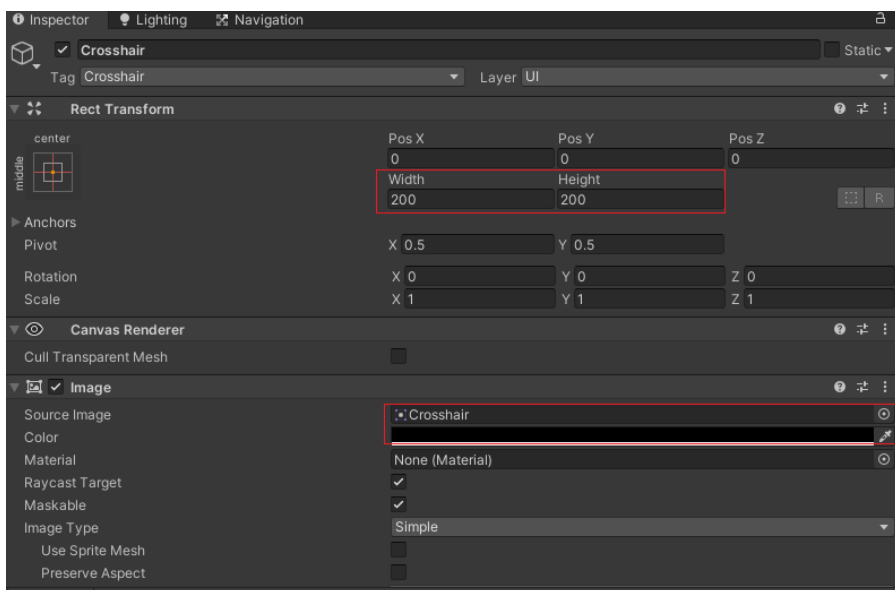 Inspector Lighting Navigation
Crosshair Static
Tag Crosshair Layer UI
Rect Transform
center Pos X Pos Y Pos Z
middle 0 0 0
Width Height
200 200 R
Anchors
Pivot X 0.5 Y 0.5
Rotation X 0 Y 0 Z 0
Scale X 1 Y 1 Z 1
Canvas Renderer
Cull Transparent Mesh
Image
Source Image Crosshair
Color
Material None (Material)
Raycast Target
Maskable
Image Type Simple
Use Sprite Mesh
Preserve Aspect